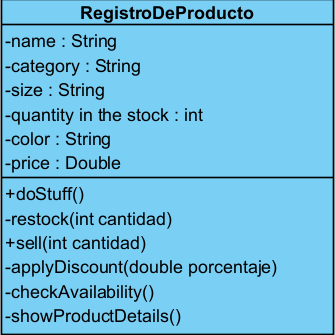 RegistroDeProducto
-name : String
-category : String
-size : String
-quantity in the stock : int
-color : String
-price : Double
+doStuff()
-restock(int cantidad)
+sell(int cantidad)
-applyDiscount(double porcentaje)
-checkAvailability()
-showProductDetails()